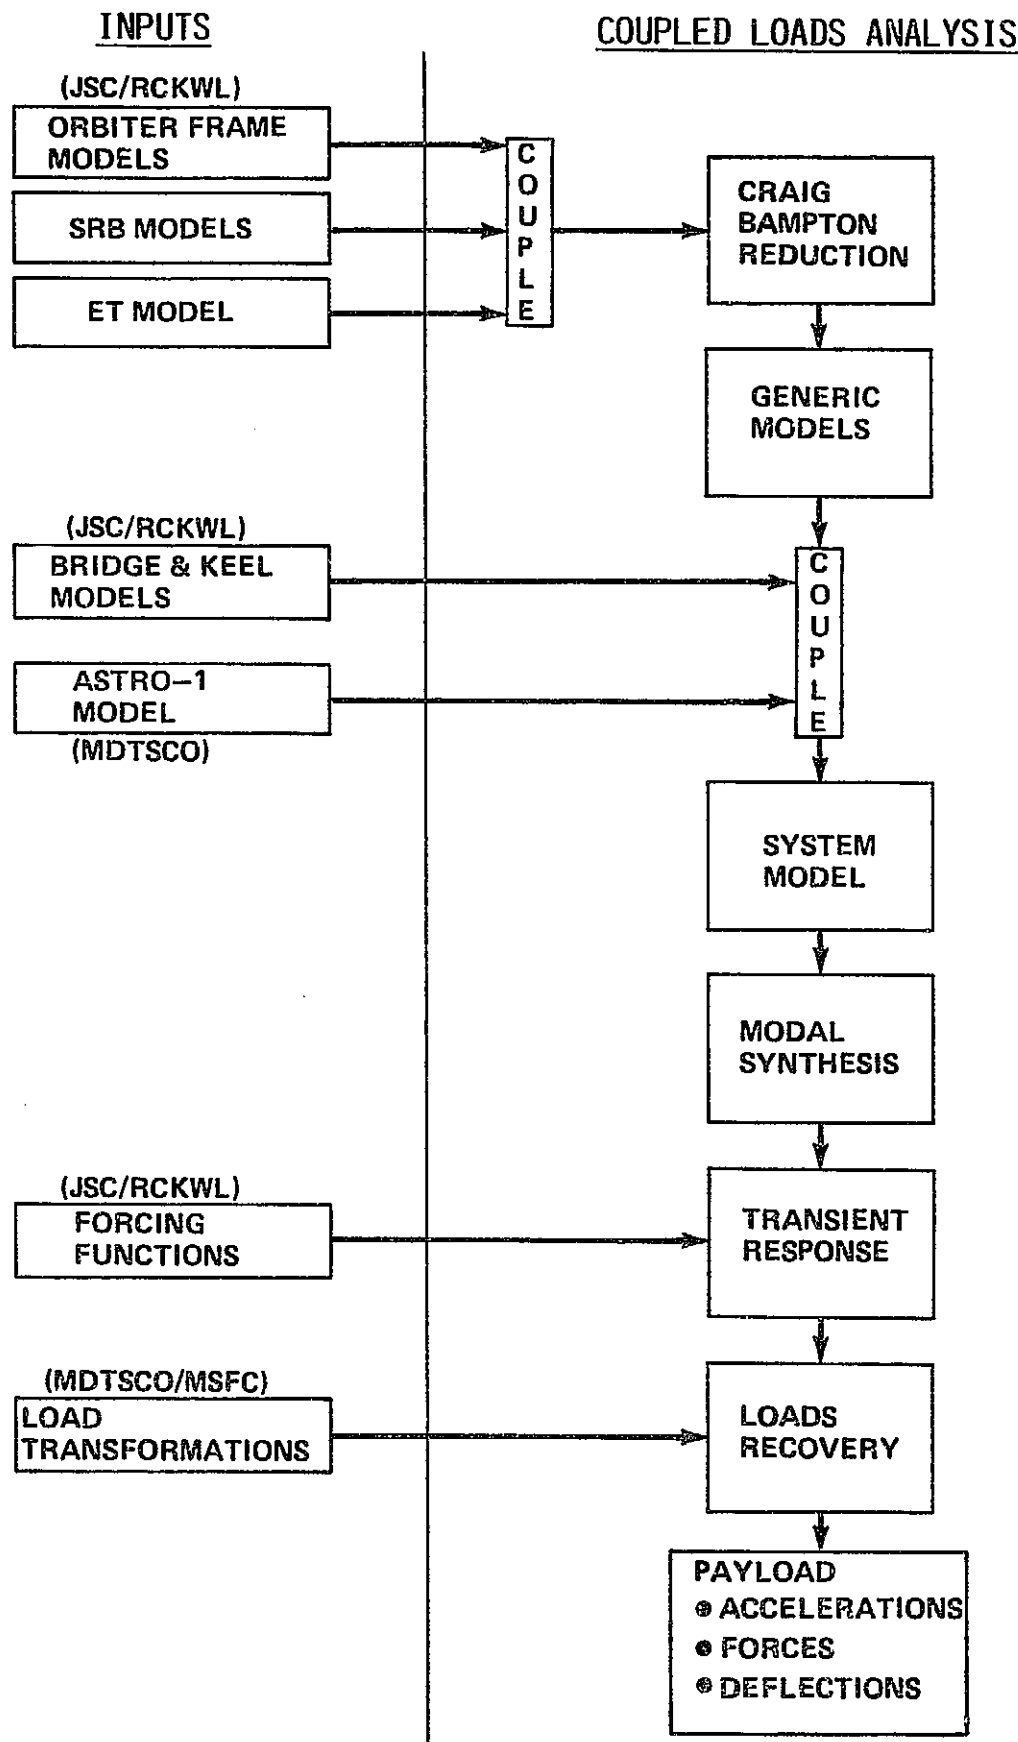 INPUTS
COUPLED LOADS ANALYSIS
(JSC/RCKWL)
ORBITER FRAME
MODELS
SRB MODELS
ET MODEL
COUPLE
CRAIG
BAMPTON
REDUCTION
GENERIC
MODELS
(JSC/RCKWL)
BRIDGE & KEEL
MODELS
ASTRO-1
MODEL
(MDTSCO)
COUPLE
SYSTEM
MODEL
MODAL
SYNTHESIS
(JSC/RCKWL)
FORCING
FUNCTIONS
TRANSIENT
RESPONSE
(MDTSCO/MSFC)
LOAD
TRANSFORMATIONS
LOADS
RECOVERY
PAYLOAD
● ACCELERATIONS
● FORCES
● DEFLECTIONS